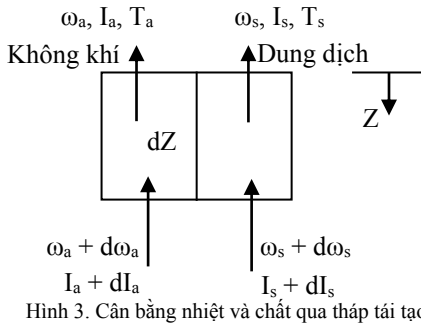 ωₐ, Iₐ, Tₐ ωₛ, Iₛ, Tₛ
Không khí Dung dịch
Z
dZ
ωₐ + dωₐ ωₛ + dωₛ
Iₐ + dIₐ Iₛ + dIₛ
Hình 3. Cân bằng nhiệt và chất qua tháp tái tạo